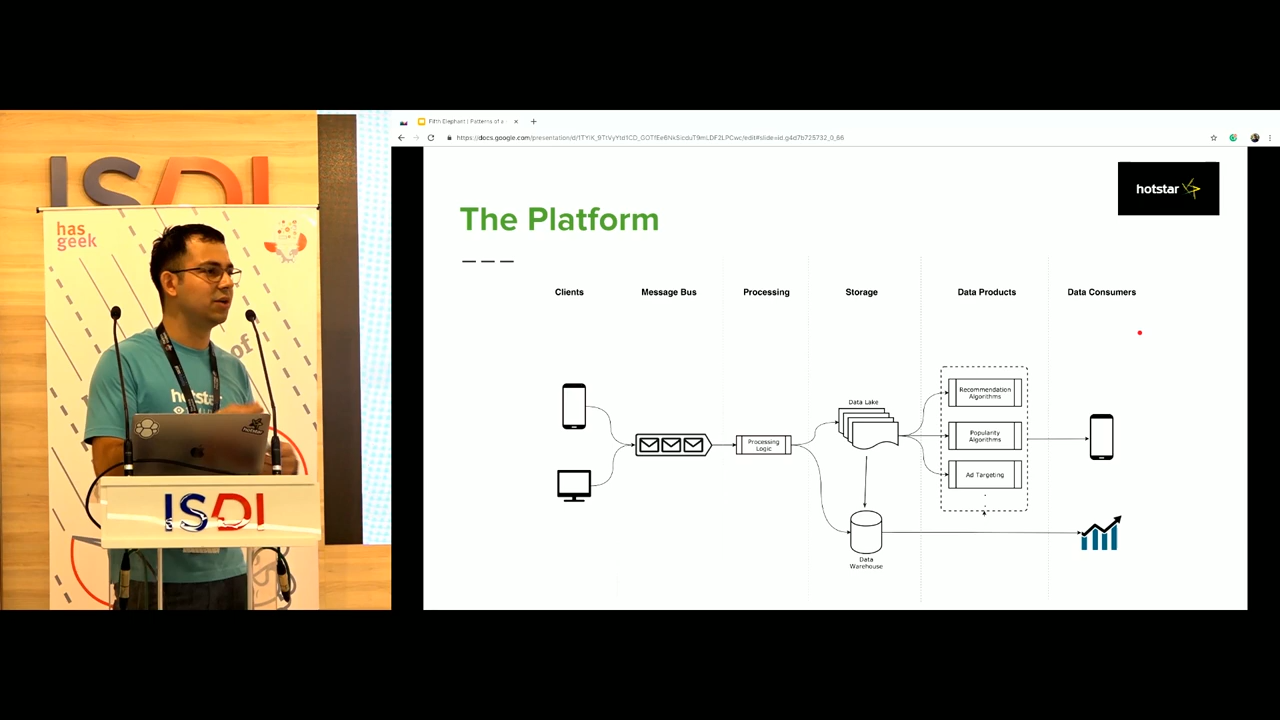 ISDI
has
geek
of
hotstar
ISDI
Fifth Elephant | Patterns of a
hotstar
The Platform
Clients
Message Bus
Processing
Storage
Data Products
Data Consumers
Data Lake
Recommendation
Algorithms
Processing
Logic
Popularity
Algorithms
Ad Targeting
Data
Warehouse